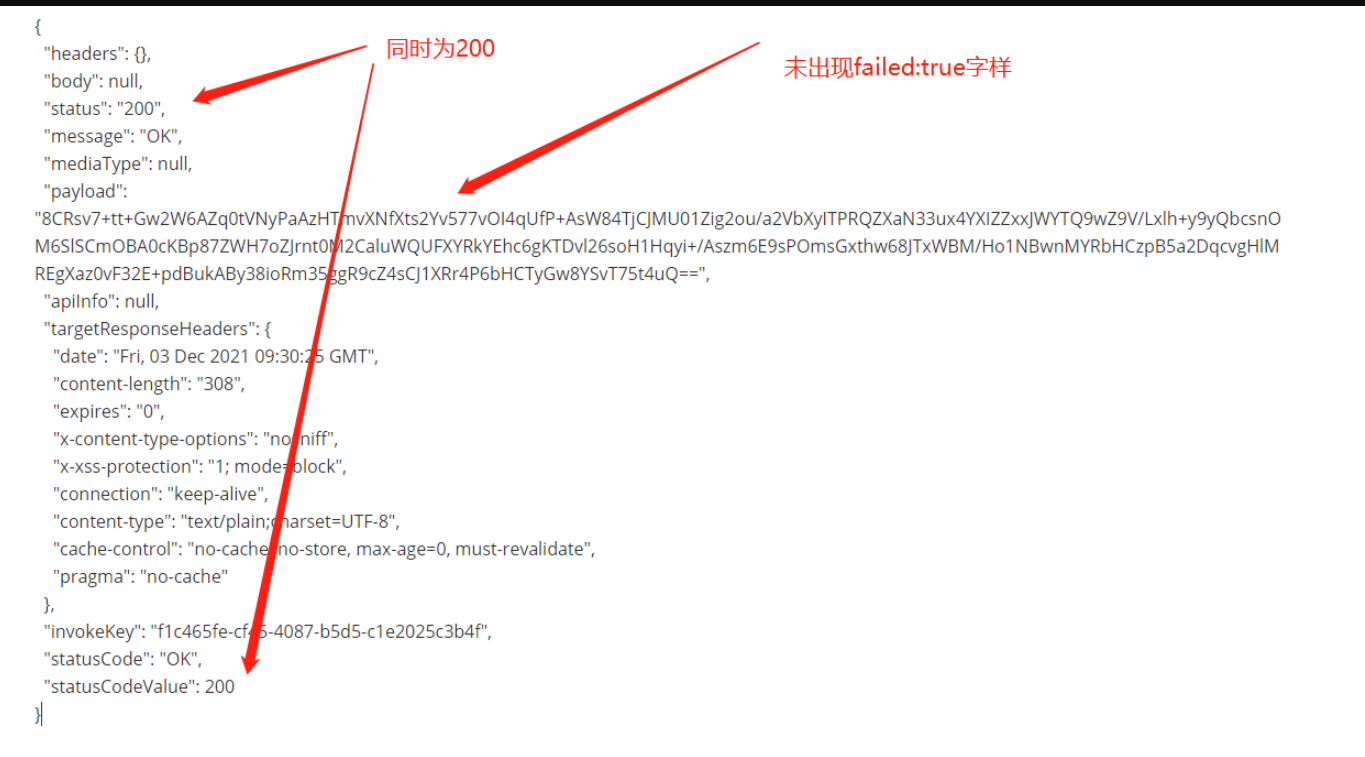 {
"headers": {},
同时为200
"body": null,
未出现failed:true字样
"status": "200",
"message": "OK",
"mediaType": null,
"payload":
"8CRsv7+tt+Gw2W6AZq0tVNyPaAzHTmvXNfXts2Yv577vOI4qUfP+AsW84TjCJMU01Zig2ou/a2VbXyITPRQZXaN33ux4YXIZZxxJWYTQ9wZ9V/Lxlh+y9yQbcsnO
M6SlSCmOBA0cKBp87ZWH7oZJrnt0M2CaluWQUFXYRkYEhc6gKTDvl26soH1Hqyi+/Aszm6E9sPOmsGxthw68JTxWBM/Ho1NBwnMYRbHCzpB5a2DqcvgHlM
REgXaz0vF32E+pdBukABy38ioRm35ggR9cZ4sCJ1XRr4P6bHCTyGw8YSvT75t4uQ==",
"apiInfo": null,
"targetResponseHeaders": {
"date": "Fri, 03 Dec 2021 09:30:25 GMT",
"content-length": "308",
"expires": "0",
"x-content-type-options": "nosniff",
"x-xss-protection": "1; mode=block",
"connection": "keep-alive",
"content-type": "text/plain;charset=UTF-8",
"cache-control": "no-cache, no-store, max-age=0, must-revalidate",
"pragma": "no-cache"
},
"invokeKey": "f1c465fe-cf45-4087-b5d5-c1e2025c3b4f",
"statusCode": "OK",
"statusCodeValue": 200
}